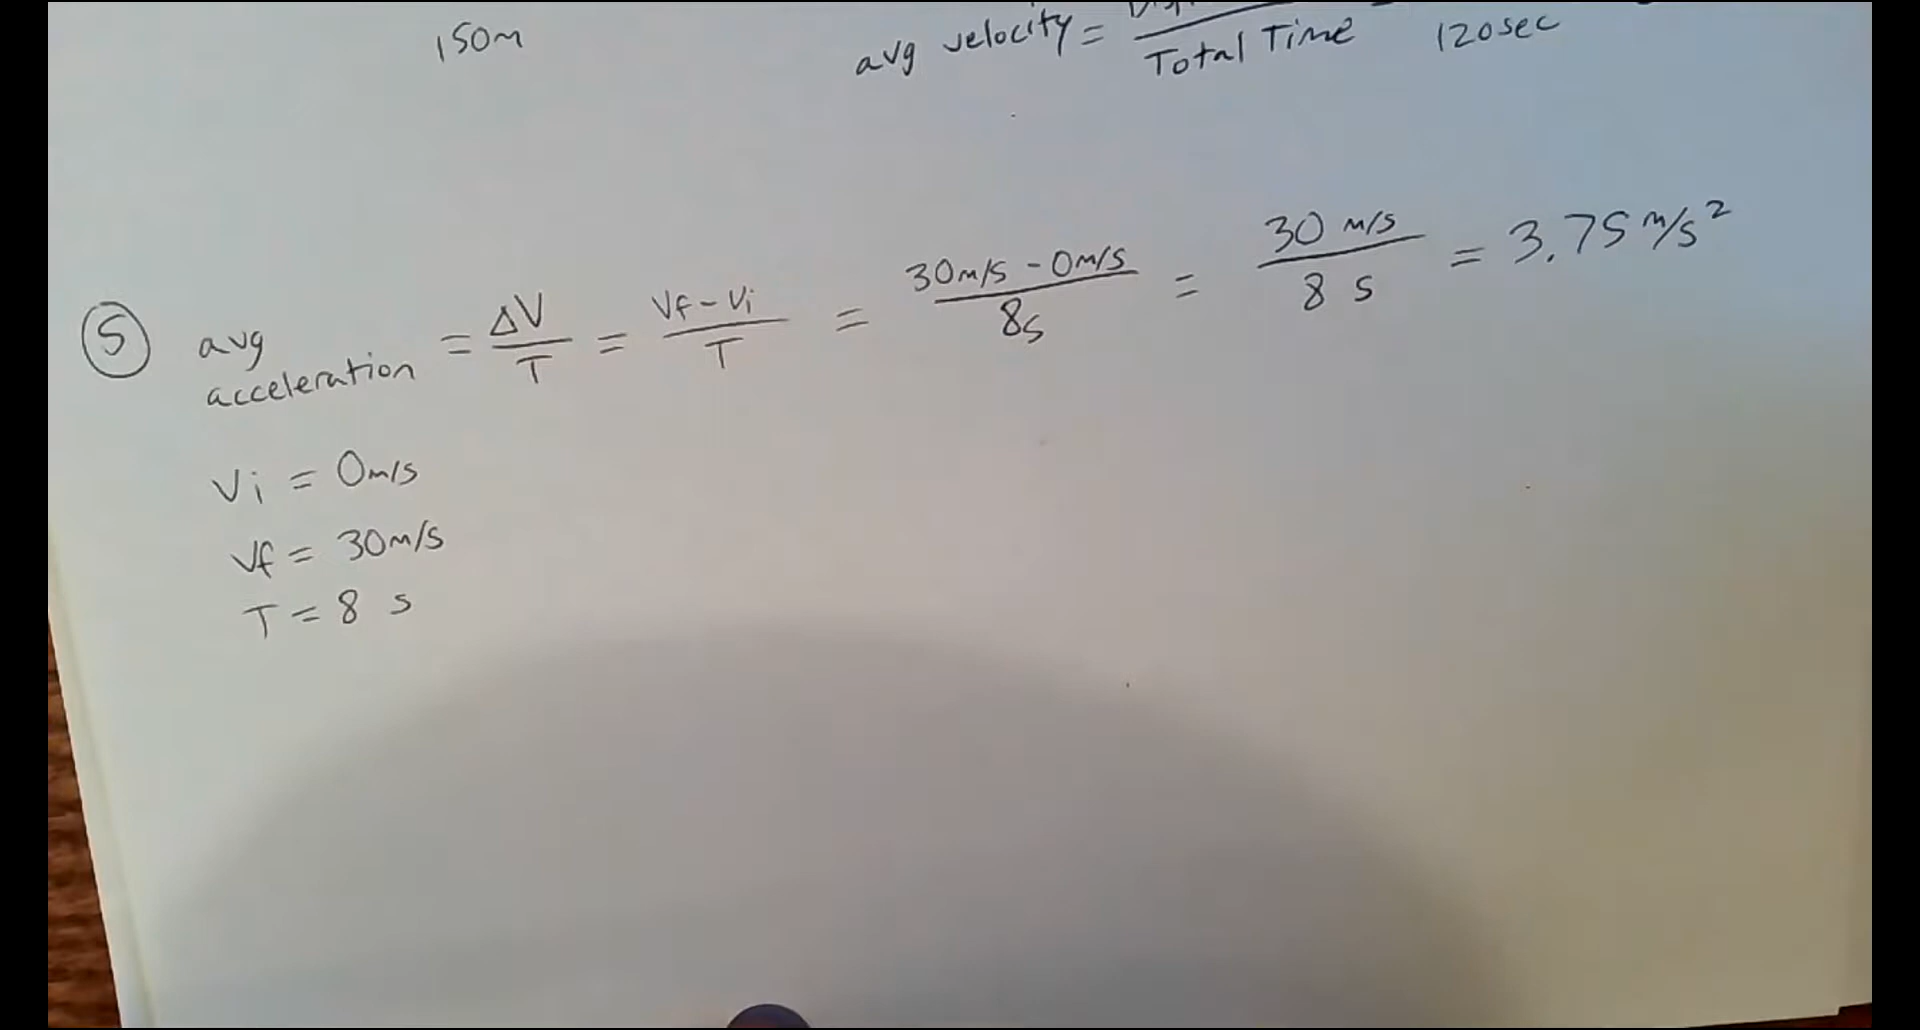 150m
avg velocity = ⁠/ Total Time 120sec
5 avg acceleration = ΔV/T = Vf-Vi/T = 30m/s - 0m/s / 8s = 30 m/s / 8 s = 3.75 m/s²
Vi = 0m/s
Vf = 30m/s
T = 8 s